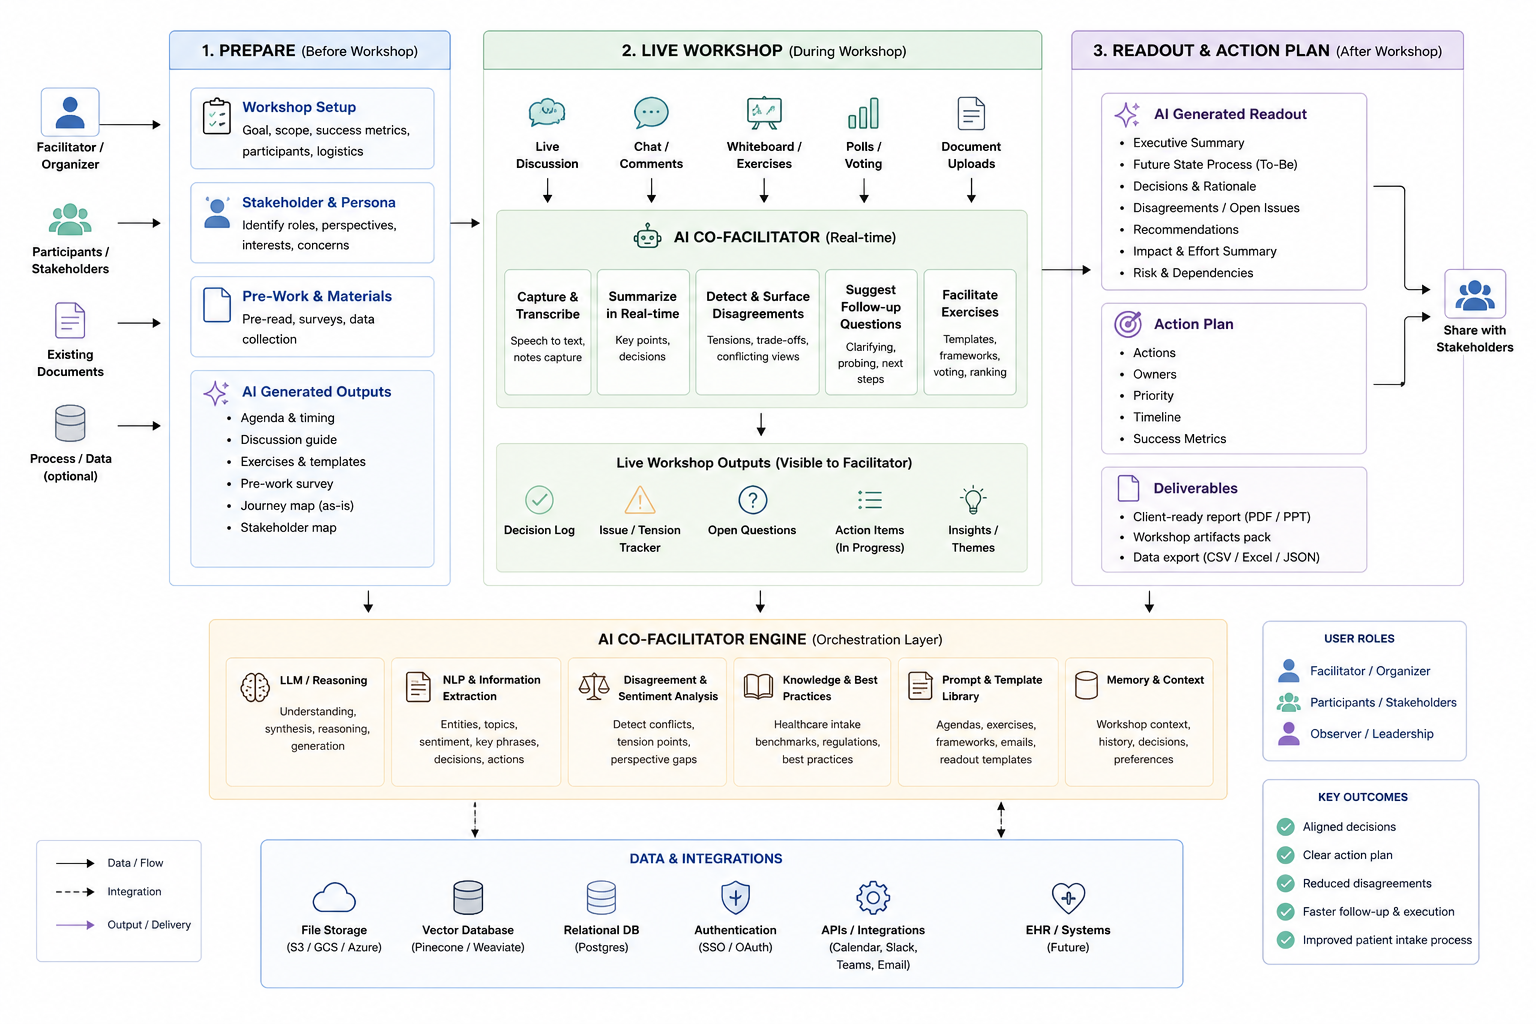 1. PREPARE (Before Workshop)
Facilitator /
Organizer
Participants /
Stakeholders
Existing
Documents
Process / Data
(optional)
Workshop Setup
Goal, scope, success metrics,
participants, logistics
Stakeholder & Persona
Identify roles, perspectives,
interests, concerns
Pre-Work & Materials
Pre-read, surveys, data
collection
AI Generated Outputs
• Agenda & timing
• Discussion guide
• Exercises & templates
• Pre-work survey
• Journey map (as-is)
• Stakeholder map
2. LIVE WORKSHOP (During Workshop)
Live
Discussion
Chat /
Comments
Whiteboard /
Exercises
Polls /
Voting
Document
Uploads
AI CO-FACILITATOR (Real-time)
Capture &
Transcribe
Speech to text,
notes capture
Summarize
in Real-time
Key points,
decisions
Detect & Surface
Disagreements
Tensions, trade-offs,
conflicting views
Suggest
Follow-up
Questions
Clarifying,
probing, next
steps
Facilitate
Exercises
Templates,
frameworks,
voting, ranking
Live Workshop Outputs (Visible to Facilitator)
Decision Log
Issue / Tension
Tracker
Open Questions
Action Items
(In Progress)
Insights /
Themes
3. READOUT & ACTION PLAN (After Workshop)
AI Generated Readout
• Executive Summary
• Future State Process (To-Be)
• Decisions & Rationale
• Disagreements / Open Issues
• Recommendations
• Impact & Effort Summary
• Risk & Dependencies
Action Plan
• Actions
• Owners
• Priority
• Timeline
• Success Metrics
Deliverables
• Client-ready report (PDF / PPT)
• Workshop artifacts pack
• Data export (CSV / Excel / JSON)
Share with
Stakeholders
AI CO-FACILITATOR ENGINE (Orchestration Layer)
LLM / Reasoning
Understanding,
synthesis, reasoning,
generation
NLP & Information
Extraction
Entities, topics,
sentiment, key phrases,
decisions, actions
Disagreement &
Sentiment Analysis
Detect conflicts,
tension points,
perspective gaps
Knowledge & Best
Practices
Healthcare intake
benchmarks, regulations,
best practices
Prompt & Template
Library
Agendas, exercises,
frameworks, emails,
readout templates
Memory & Context
Workshop context,
history, decisions,
preferences
USER ROLES
Facilitator / Organizer
Participants / Stakeholders
Observer / Leadership
KEY OUTCOMES
Aligned decisions
Clear action plan
Reduced disagreements
Faster follow-up & execution
Improved patient intake process
Data / Flow
Integration
Output / Delivery
DATA & INTEGRATIONS
File Storage
(S3 / GCS / Azure)
Vector Database
(Pinecone / Weaviate)
Relational DB
(Postgres)
Authentication
(SSO / OAuth)
APIs / Integrations
(Calendar, Slack,
Teams, Email)
EHR / Systems
(Future)